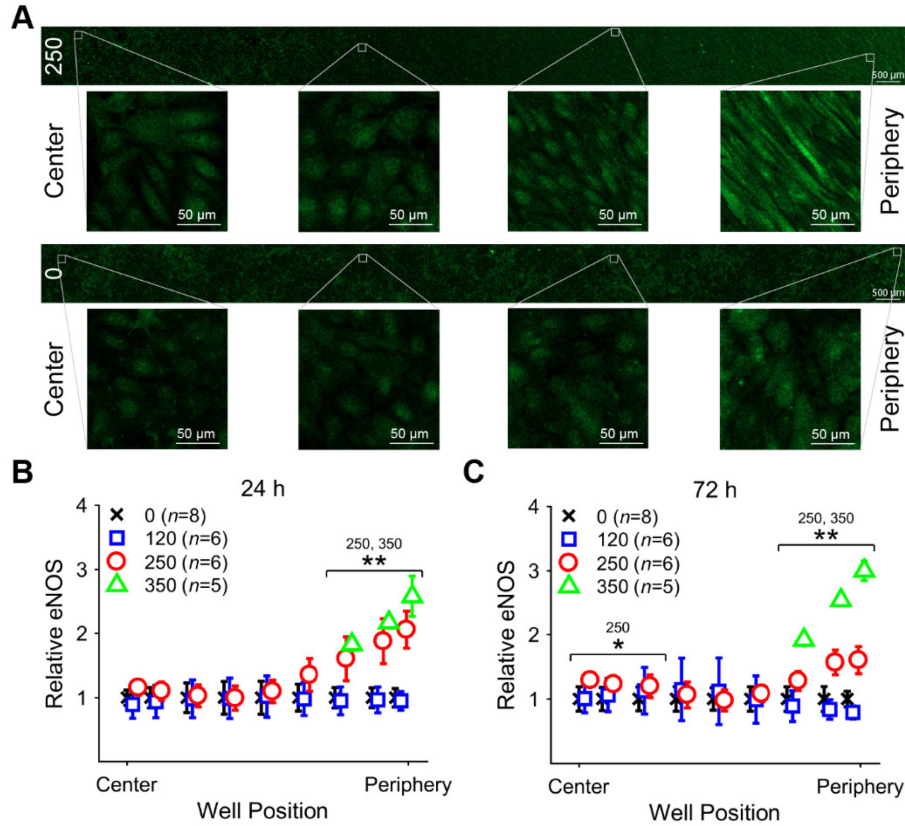 A
250
500 µm
Center
50 µm
50 µm
50 µm
50 µm
Periphery
0
500 µm
Center
50 µm
50 µm
50 µm
50 µm
Periphery
B
24 h
Relative eNOS
4
3
2
1
0 (n=8)
120 (n=6)
250 (n=6)
350 (n=5)
250, 350
**
Center
Periphery
Well Position
C
72 h
Relative eNOS
4
3
2
1
0 (n=8)
120 (n=6)
250 (n=6)
350 (n=5)
250, 350
**
250
*
Center
Periphery
Well Position